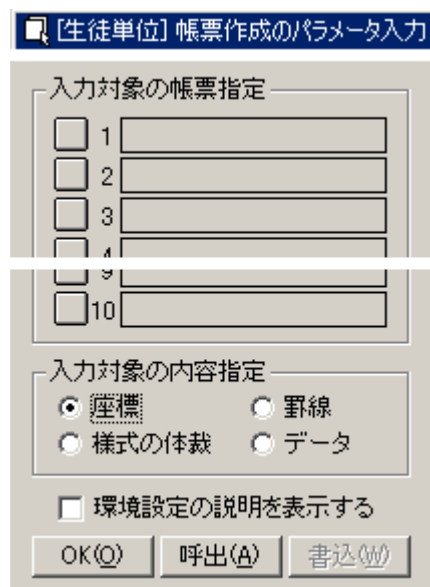 [生徒単位] 帳票作成のパラメータ入力
入力対象の帳票指定
1
2
3
4
9
10
入力対象の内容指定
座標 罫線
様式の体裁 データ
環境設定の説明を表示する
OK(O) 呼出(A) 書込(W)